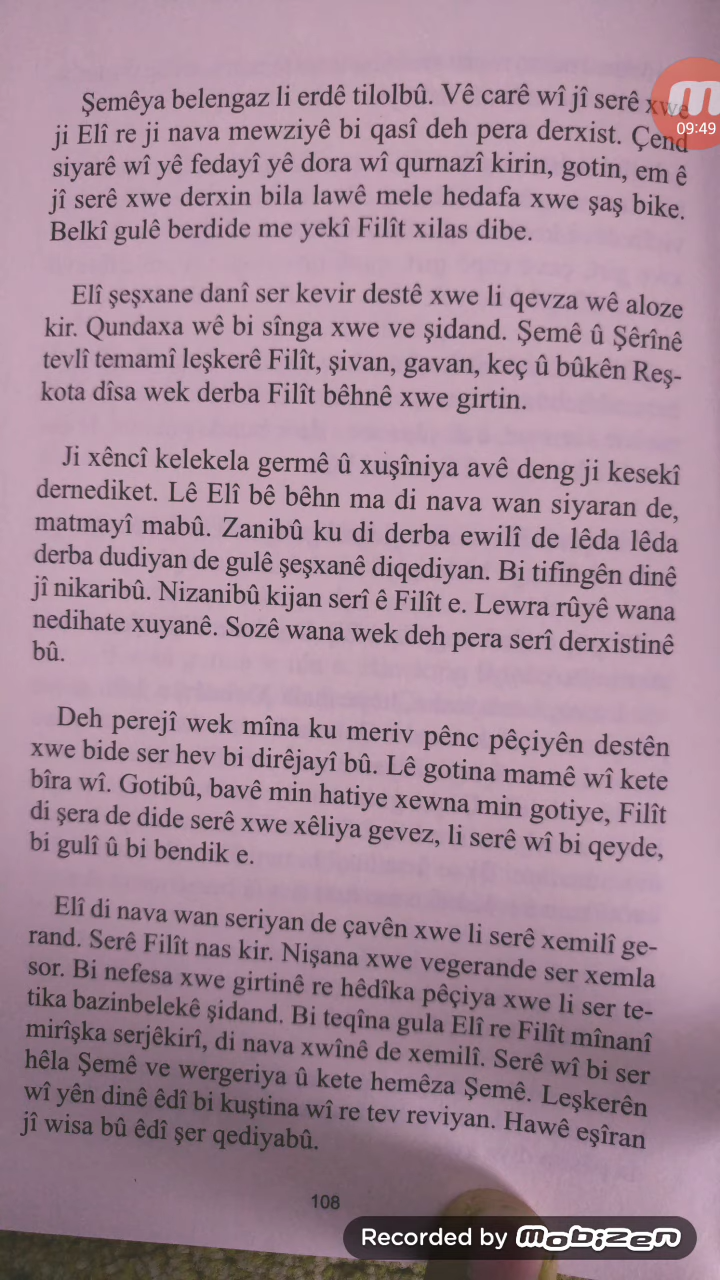 Şemêya belengaz li erdê tilolbû. Vê carê wî jî serê xwe
ji Elî re ji nava mewziyê bi qasî deh pera derxist. Çend
siyarê wî yê fedayî yê dora wî qurnazî kirin, gotin, em ê
jî serê xwe derxin bila lawê mele hedafa xwe şaş bike.
Belkî gulê berdide me yekî Filît xilas dibe.
Elî şeşxane danî ser kevir destê xwe li qevza wê aloze
kir. Qundaxa wê bi sînga xwe ve şidand. Şemê û Şêrînê
tevlî temamî leşkerê Filît, şivan, gavan, keç û bûkên Reş-
kota dîsa wek derba Filît bêhnê xwe girtin.
Ji xêncî kelekela germê û xuşîniya avê deng ji kesekî
dernediket. Lê Elî bê bêhn ma di nava wan siyaran de,
matmayî mabû. Zanibû ku di derba ewilî de lêda lêda
derba dudiyan de gulê şeşxanê diqediyan. Bi tifingên dinê
jî nikaribû. Nizanibû kijan serî ê Filît e. Lewra rûyê wana
nedihate xuyanê. Sozê wana wek deh pera serî derxistinê
bû.
Deh perejî wek mîna ku meriv pênc pêçiyên destên
xwe bide ser hev bi dirêjayî bû. Lê gotina mamê wî kete
bîra wî. Gotibû, bavê min hatiye xewna min gotiye, Filît
di şera de dide serê xwe xêliya gevez, li serê wî bi qeyde,
bi gulî û bi bendik e.
Elî di nava wan seriyan de çavên xwe li serê xemilî ge-
rand. Serê Filît nas kir. Nişana xwe vegerande ser xemla
sor. Bi nefesa xwe girtinê re hêdîka pêçiya xwe li ser te-
tika bazinbelekê şidand. Bi teqîna gula Elî re Filît mînanî
mirîşka serjêkirî, di nava xwînê de xemilî. Serê wî bi ser
hêla Şemê ve wergeriya û kete hemêza Şemê. Leşkerên
wî yên dinê êdî bi kuştina wî re tev reviyan. Hawê eşîran
jî wisa bû êdî şer qediyabû.
108
09:49
Recorded by mobizen